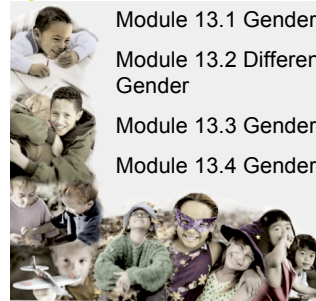 Module 13.1 Gender
Module 13.2 Differen
Gender
Module 13.3 Gender
Module 13.4 Gender